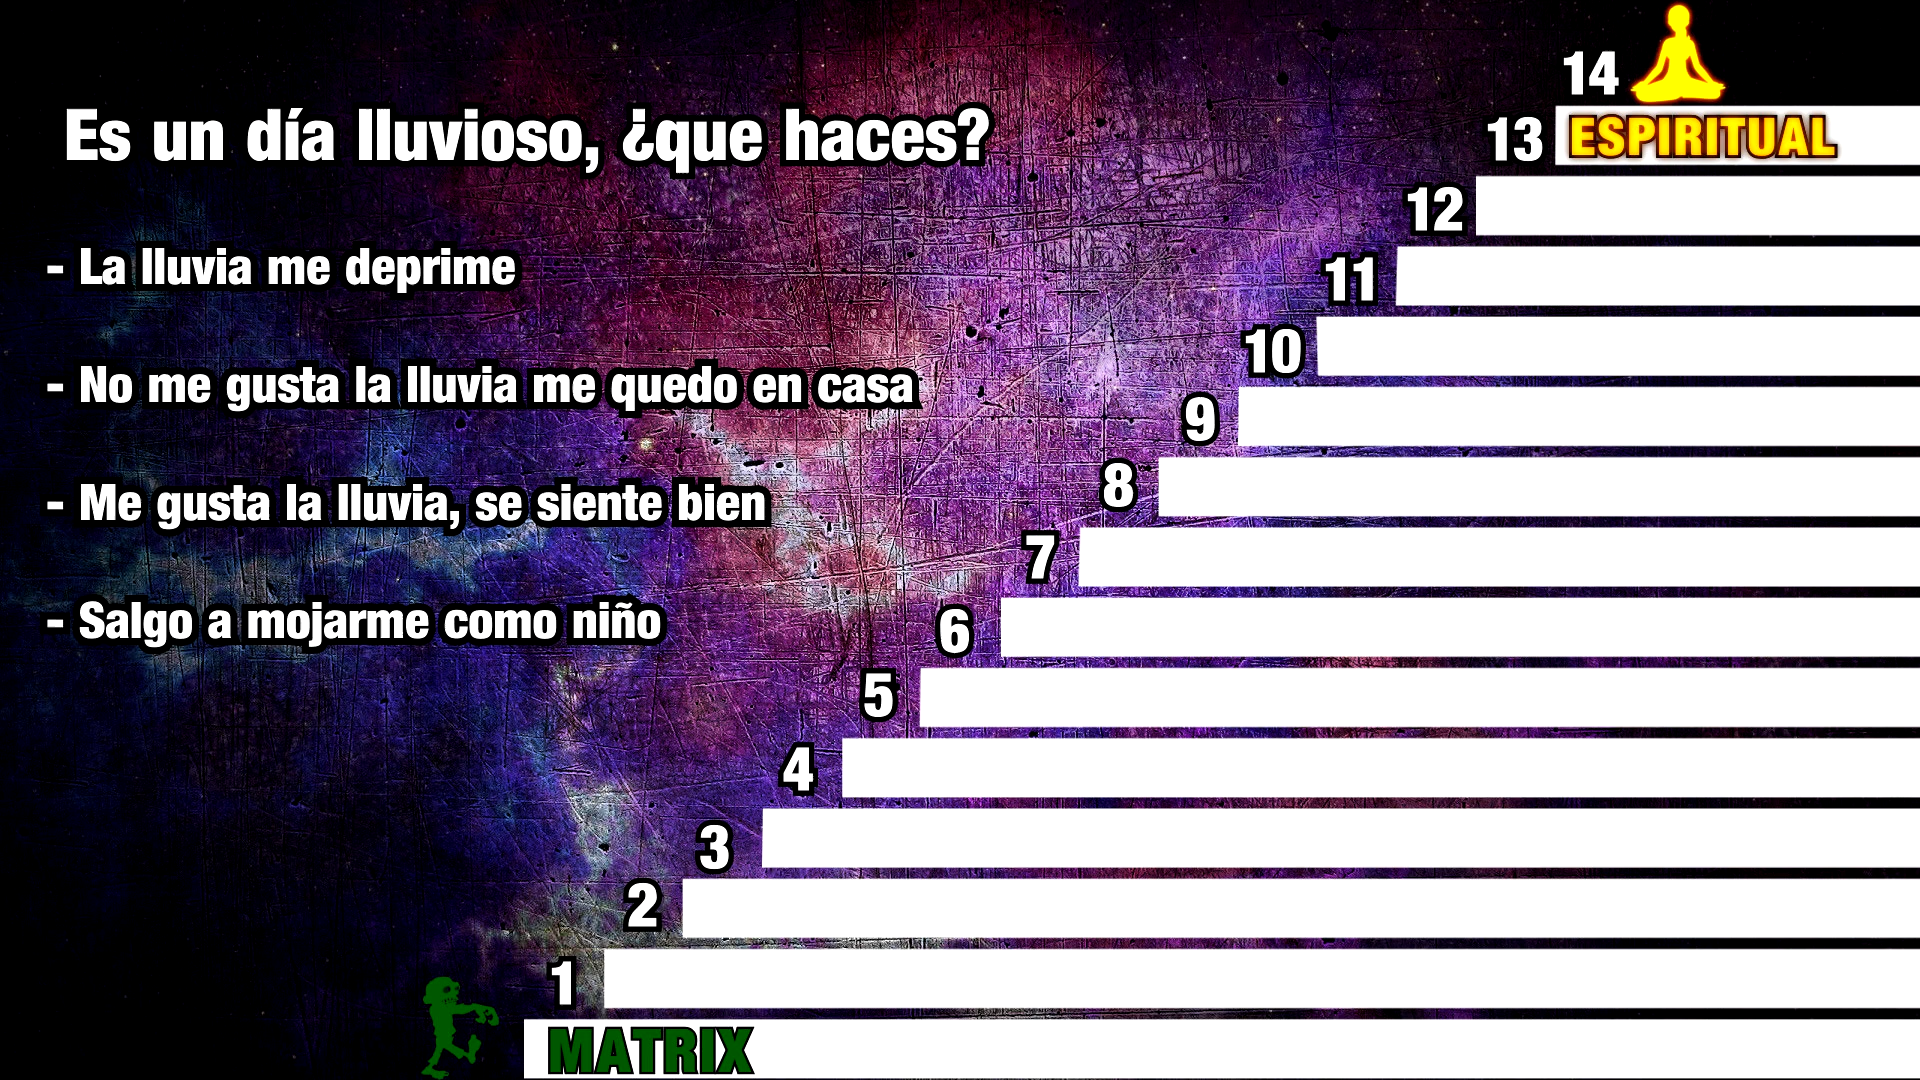 Es un día lluvioso, ¿que haces?
- La lluvia me deprime
- No me gusta la lluvia me quedo en casa
- Me gusta la lluvia, se siente bien
- Salgo a mojarme como niño
14
13 ESPIRITUAL
12
11
10
9
8
7
6
5
4
3
2
1
MATRIX